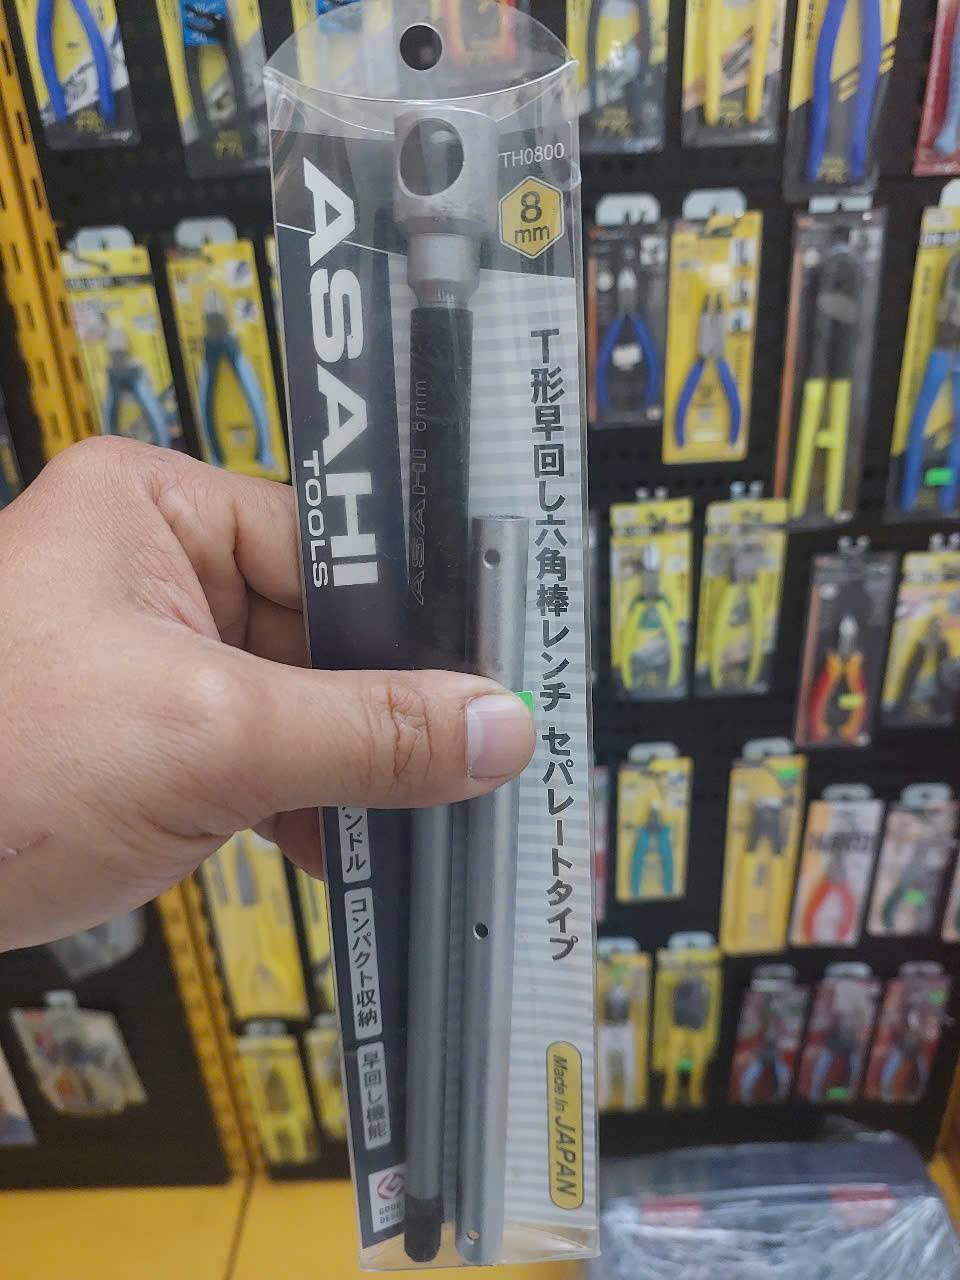 TH0800
8
mm
ASAHI
TOOLS
ASAHI 8mm
T形早回し六角棒レンチ セパレートタイプ
ンドル
コンパクト収納
早回し機能
Made In JAPAN
GOOD
DESIGN